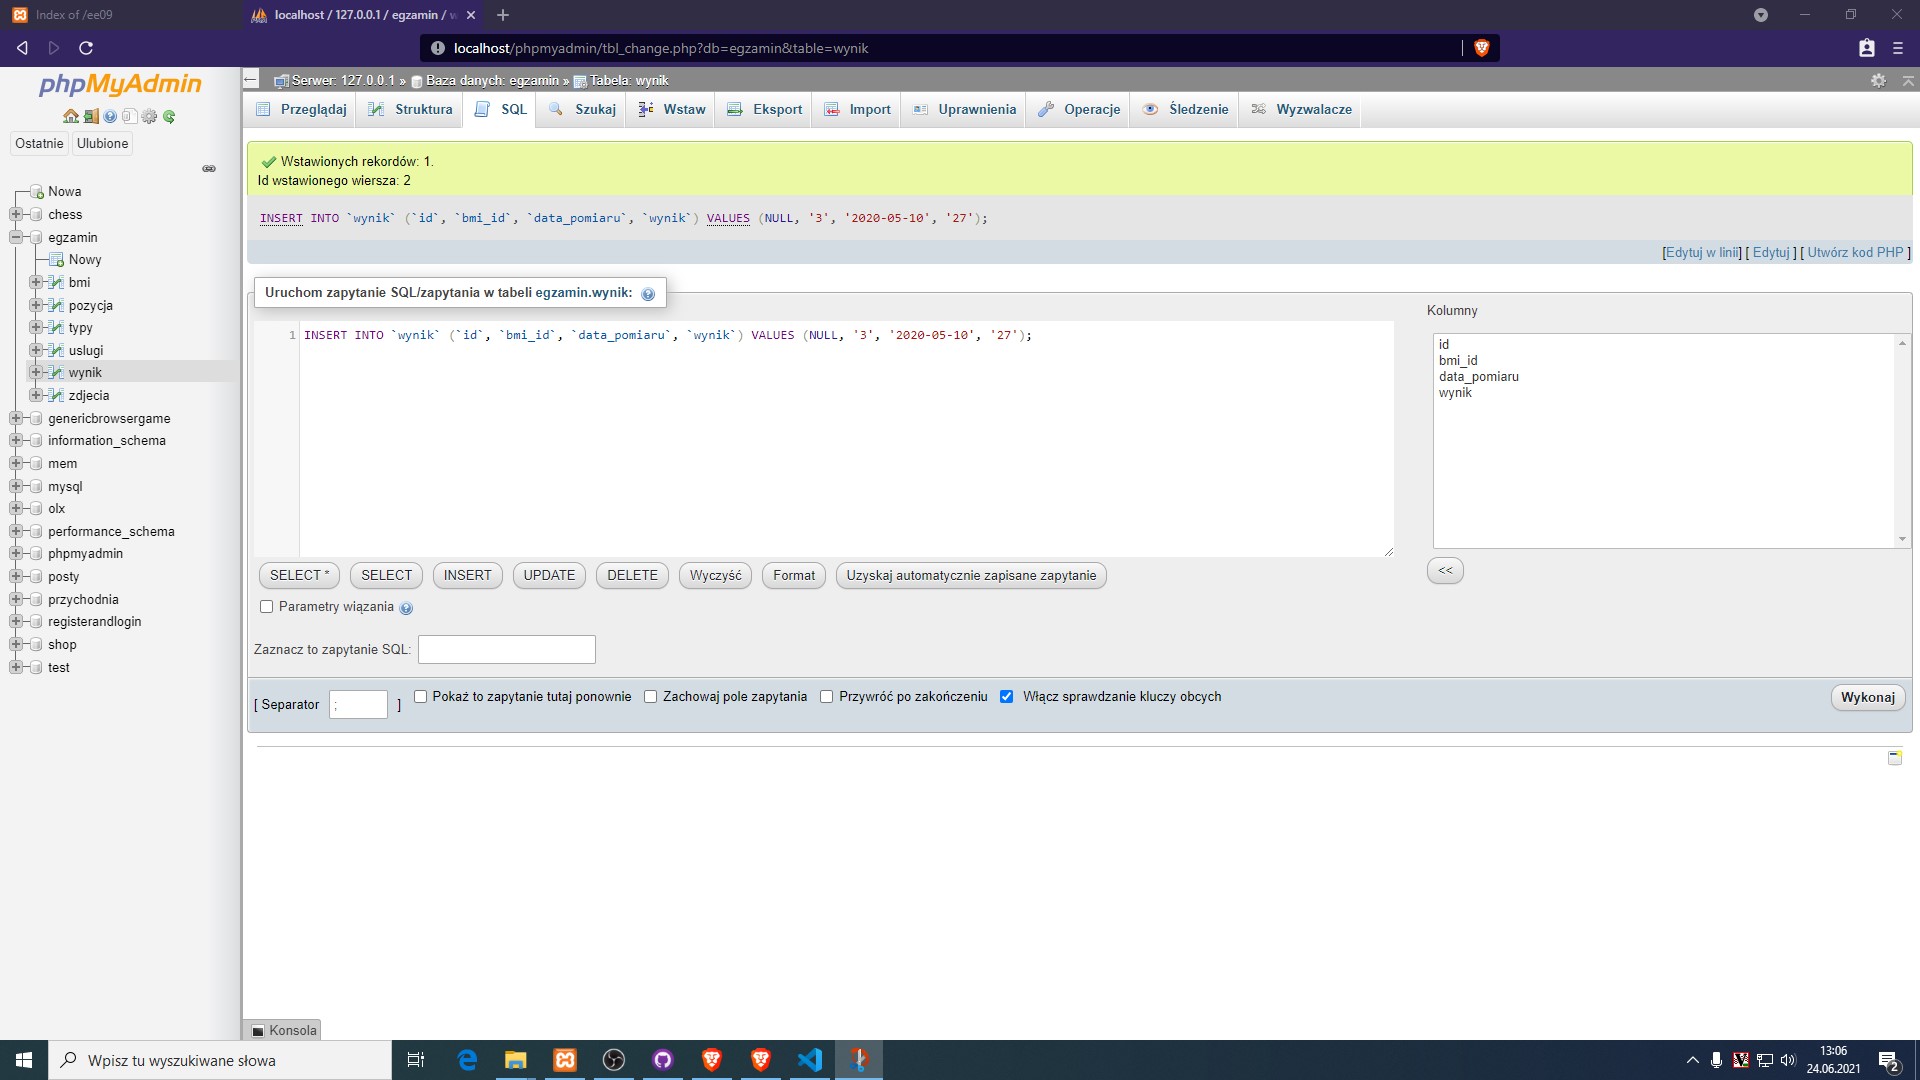 Index of /ee09
localhost / 127.0.0.1 / egzamin / w
localhost/phpmyadmin/tbl_change.php?db=egzamin&table=wynik
phpMyAdmin
Ostatnie
Ulubione
Nowa
chess
egzamin
Nowy
bmi
pozycja
typy
uslugi
wynik
zdjecia
genericbrowsergame
information_schema
mem
mysql
olx
performance_schema
phpmyadmin
posty
przychodnia
registerandlogin
shop
test
Serwer: 127.0.0.1 » Baza danych: egzamin » Tabela: wynik
Przeglądaj Struktura SQL Szukaj Wstaw Eksport Import Uprawnienia Operacje Śledzenie Wyzwalacze
Wstawionych rekordów: 1.
Id wstawionego wiersza: 2
INSERT INTO `wynik` (`id`, `bmi_id`, `data_pomiaru`, `wynik`) VALUES (NULL, '3', '2020-05-10', '27');
[Edytuj w linii] [ Edytuj ] [ Utwórz kod PHP ]
Uruchom zapytanie SQL/zapytania w tabeli egzamin.wynik:
1 INSERT INTO `wynik` (`id`, `bmi_id`, `data_pomiaru`, `wynik`) VALUES (NULL, '3', '2020-05-10', '27');
Kolumny
id
bmi_id
data_pomiaru
wynik
SELECT * SELECT INSERT UPDATE DELETE Wyczyść Format Uzyskaj automatycznie zapisane zapytanie
<<
Parametry wiązania
Zaznacz to zapytanie SQL:
[ Separator ; ] Pokaż to zapytanie tutaj ponownie Zachowaj pole zapytania Przywróć po zakończeniu Włącz sprawdzanie kluczy obcych
Wykonaj
Konsola
Wpisz tu wyszukiwane słowa
13:06
24.06.2021
2